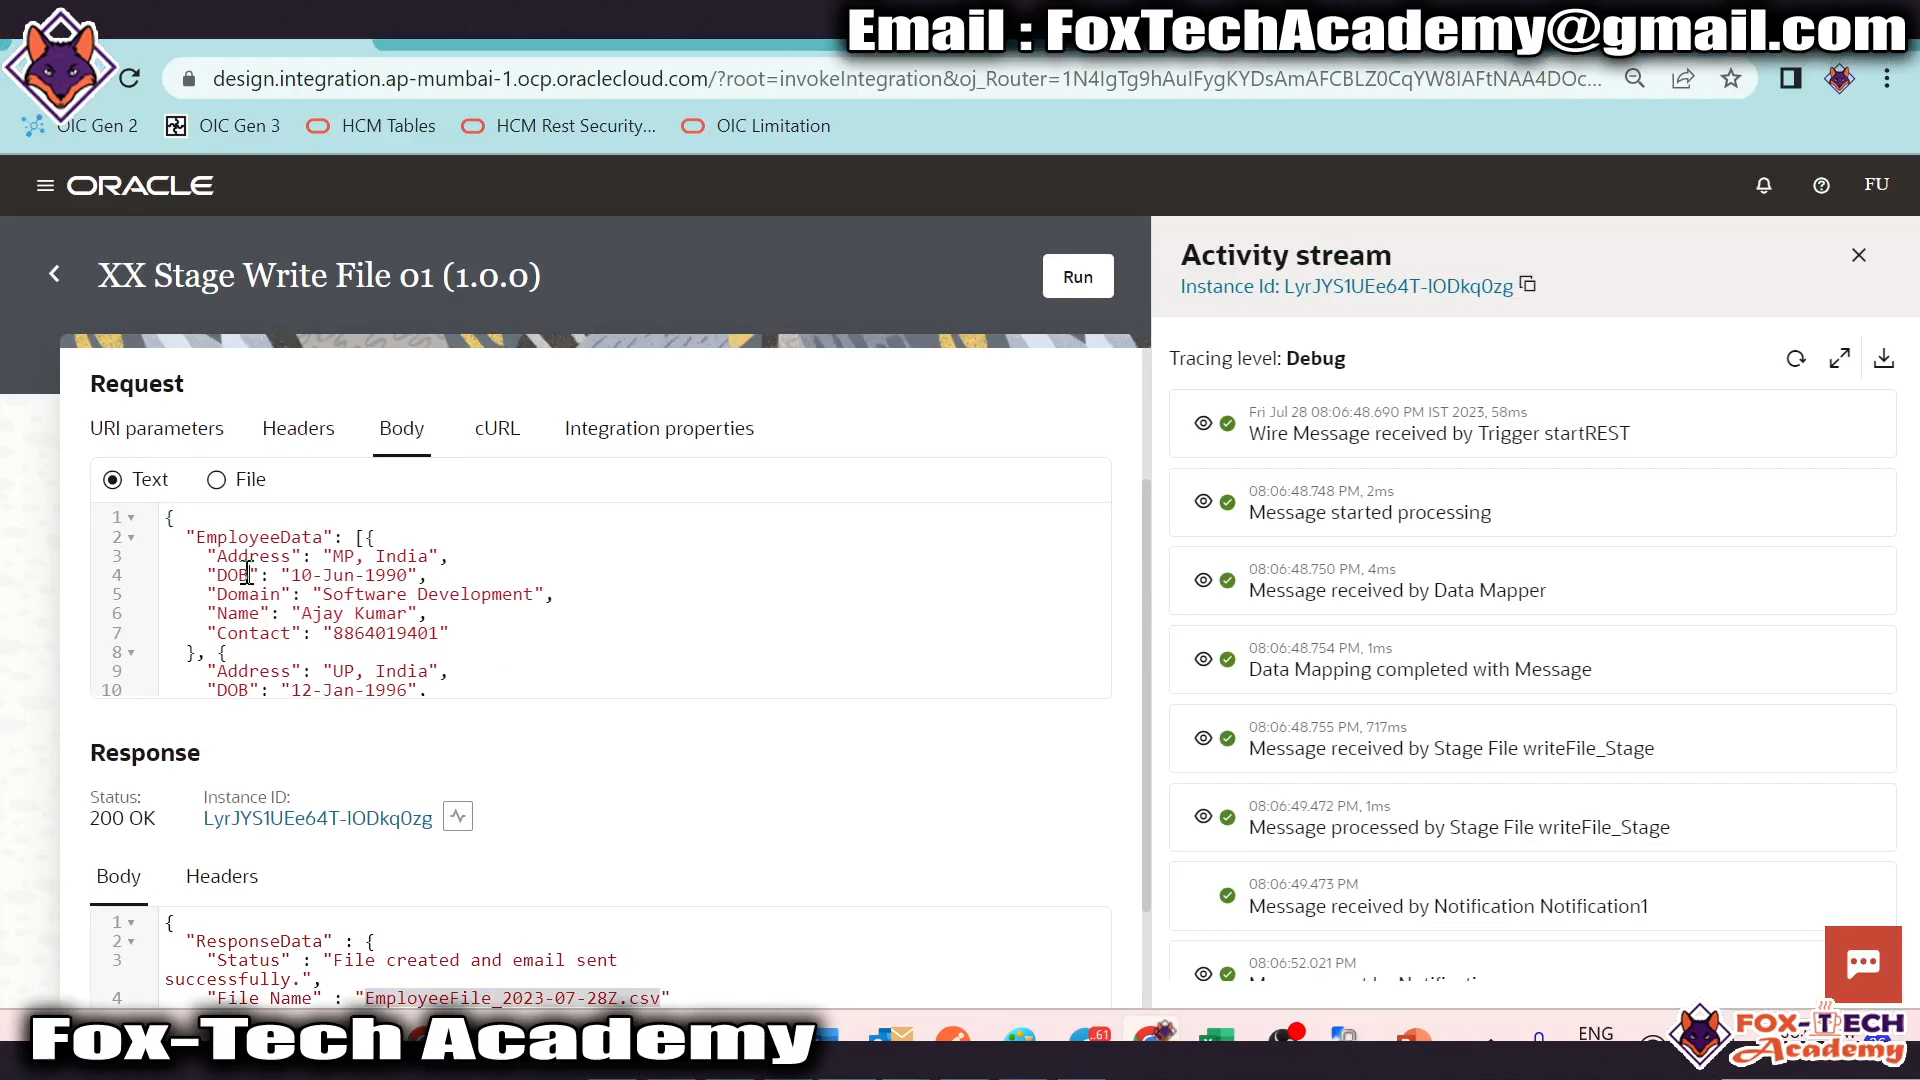 Email : FoxTechAcademy@gmail.com
design.integration.ap-mumbai-1.ocp.oraclecloud.com/?root=invokeIntegration&oj_Router=1N4IgTg9hAuIFygKYDsAmAFCBLZ0CqYW8IAFtNAA4DOc...
OIC Gen 2
OIC Gen 3
HCM Tables
HCM Rest Security...
OIC Limitation
ORACLE
FU
XX Stage Write File 01 (1.0.0)
Run
Activity stream
Instance Id: LyrJYS1UEe64T-IODkq0zg
Tracing level: Debug
Request
URI parameters
Headers
Body
cURL
Integration properties
Text
File
1 {
2 "EmployeeData": [{
3 "Address": "MP, India",
4 "DOB": "10-Jun-1990",
5 "Domain": "Software Development",
6 "Name": "Ajay Kumar",
7 "Contact": "8864019401"
8 }, {
9 "Address": "UP, India",
10 "DOB": "12-Jan-1996",
Response
Status:
200 OK
Instance ID:
LyrJYS1UEe64T-IODkq0zg
Body
Headers
1 {
2 "ResponseData" : {
3 "Status" : "File created and email sent
successfully.",
4 "File Name" : "EmployeeFile_2023-07-28Z.csv"
Fri Jul 28 08:06:48.690 PM IST 2023, 58ms
Wire Message received by Trigger startREST
08:06:48.748 PM, 2ms
Message started processing
08:06:48.750 PM, 4ms
Message received by Data Mapper
08:06:48.754 PM, 1ms
Data Mapping completed with Message
08:06:48.755 PM, 717ms
Message received by Stage File writeFile_Stage
08:06:49.472 PM, 1ms
Message processed by Stage File writeFile_Stage
08:06:49.473 PM
Message received by Notification Notification1
08:06:52.021 PM
Fox-Tech Academy
61
ENG
FOX-TECH
Academy